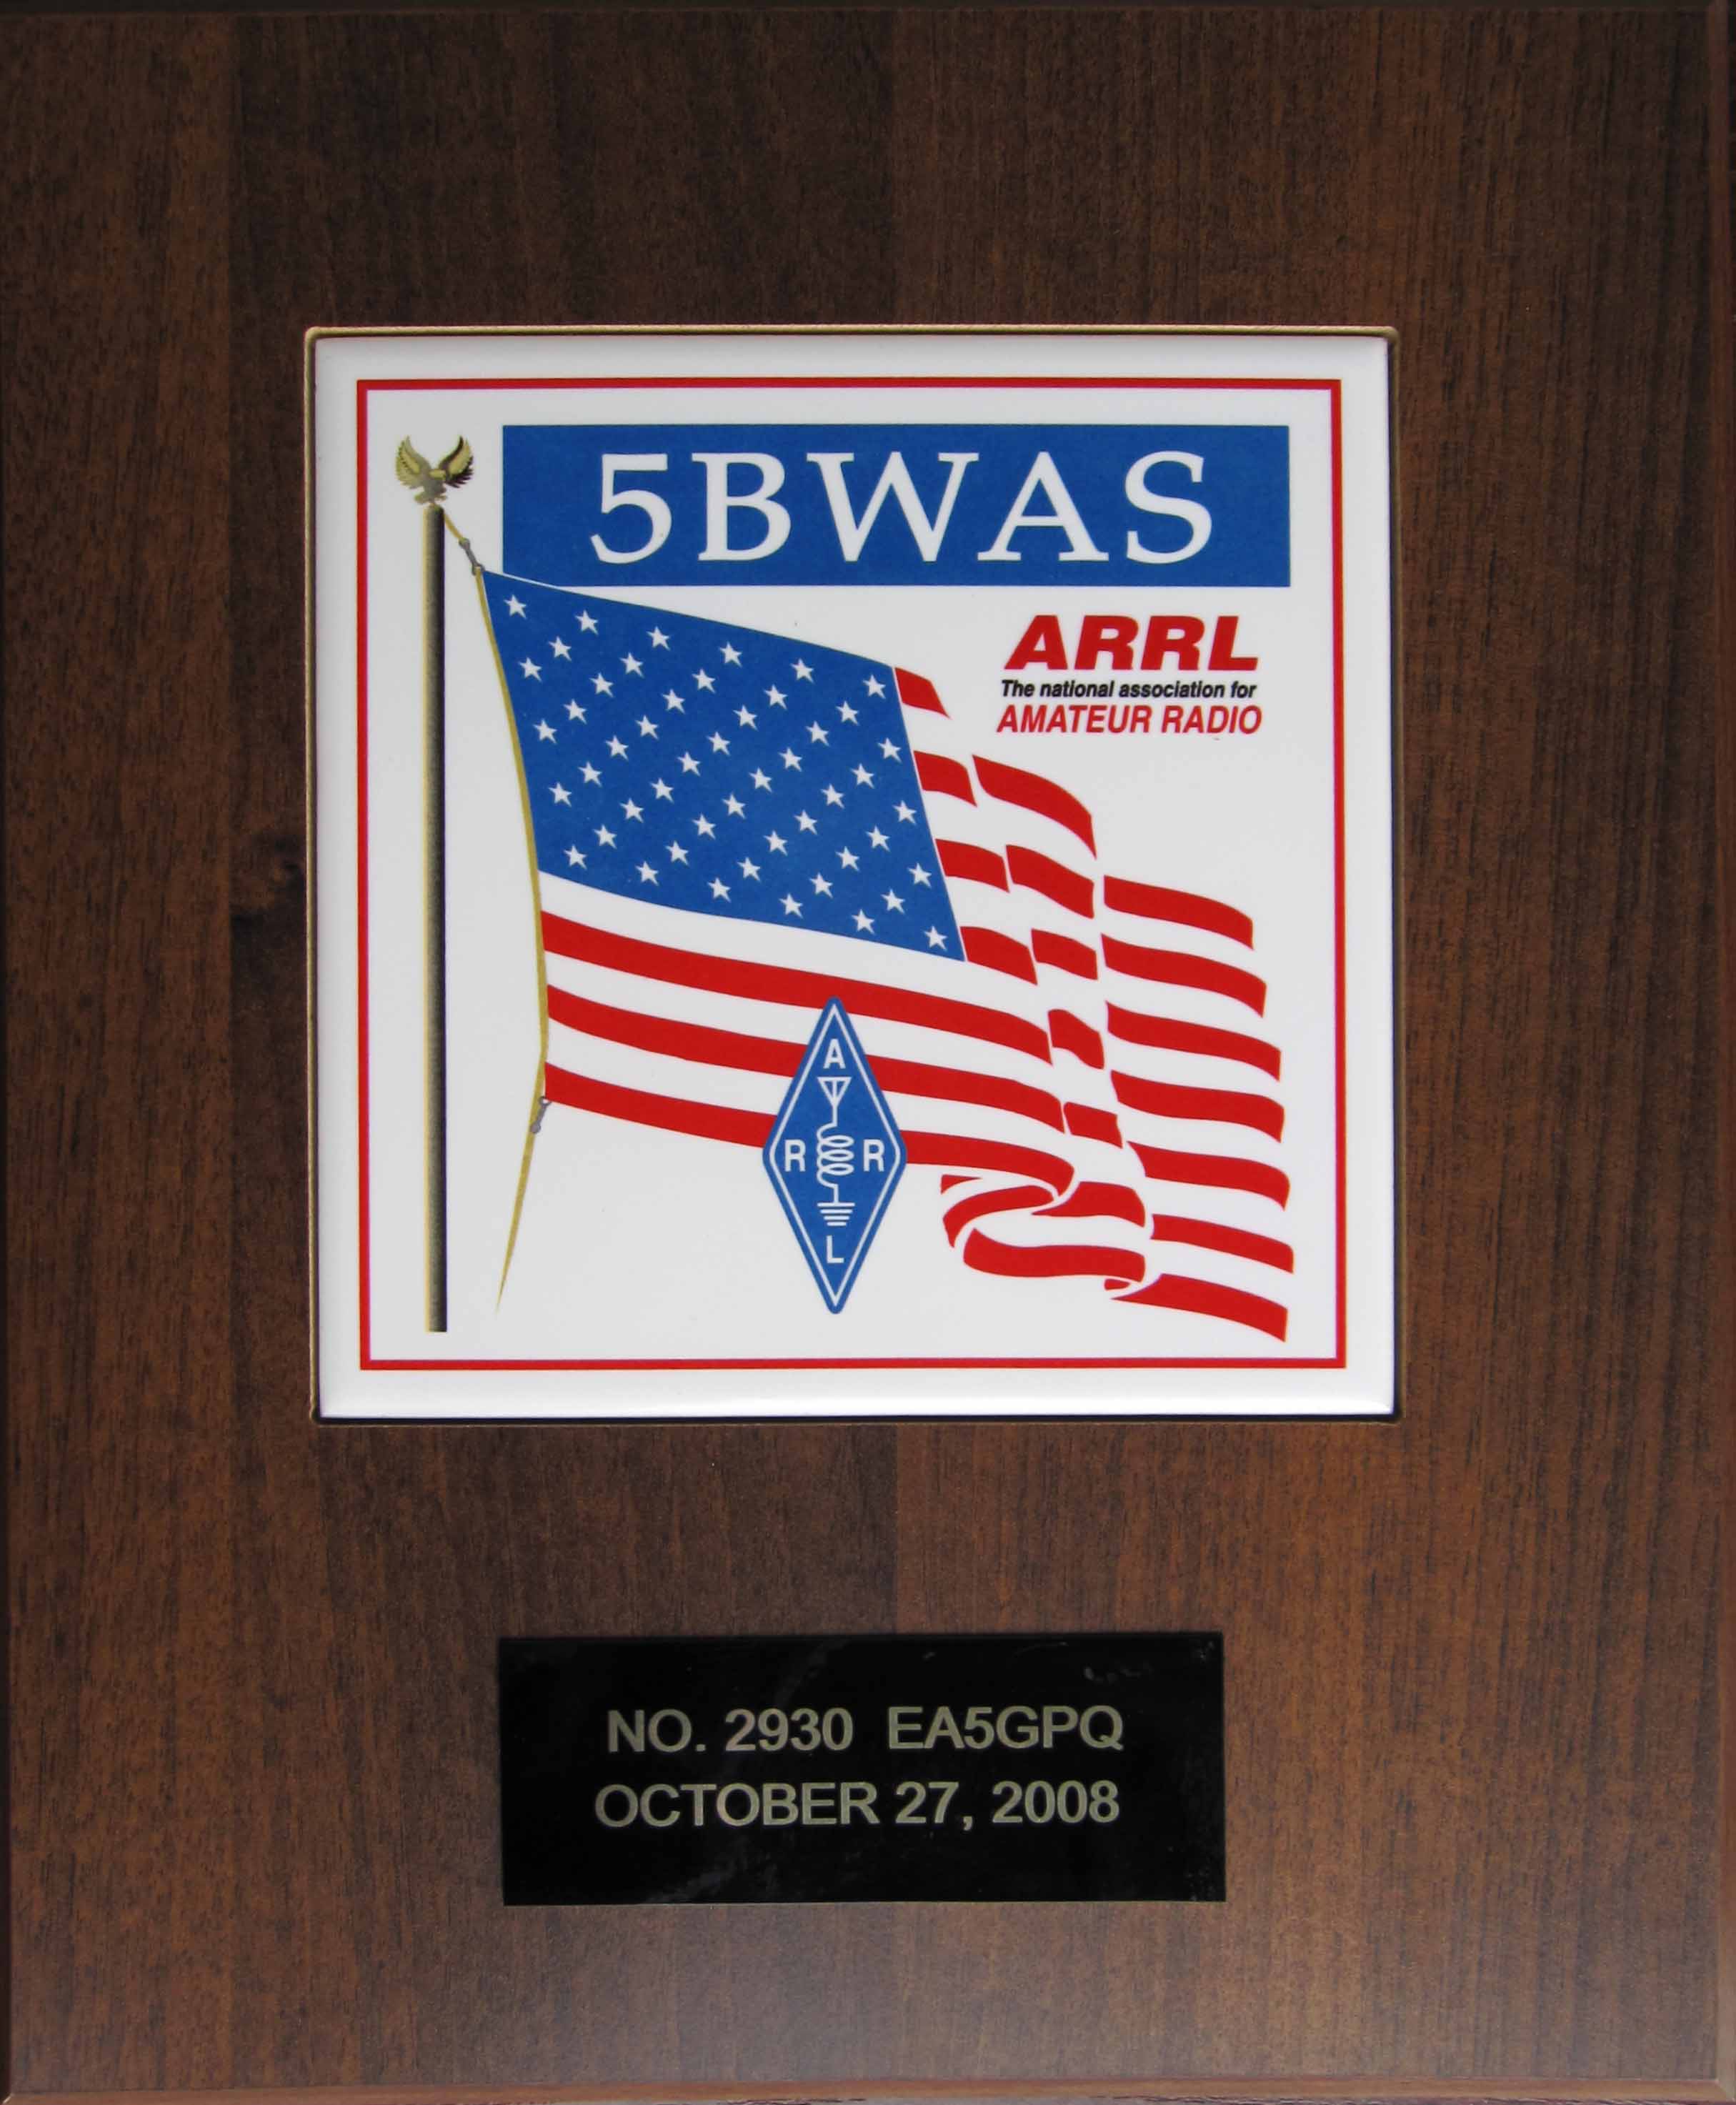 5BWAS
ARRL
The national association for
AMATEUR RADIO
A
R R
L
NO. 2930 EA5GPQ
OCTOBER 27, 2008